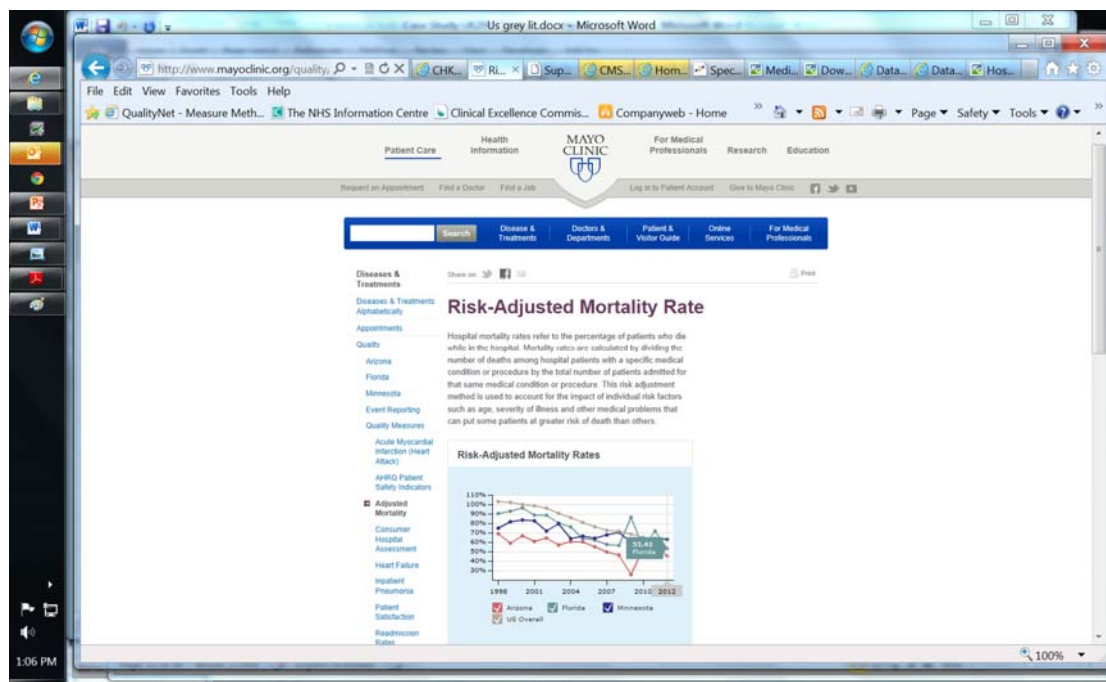 Us grey lit.docx - Microsoft Word
http://www.mayoclinic.org/quality,
CHK...
Ri...
Sup...
CMS...
Hom...
Spec...
Medi...
Dow...
Data...
Data...
Hos...
File Edit View Favorites Tools Help
QualityNet - Measure Meth...
The NHS Information Centre
Clinical Excellence Commis...
Companyweb - Home
Page
Safety
Tools
Patient Care
Health Information
MAYO CLINIC
For Medical Professionals
Research
Education
Request an Appointment
Find a Doctor
Find a Job
Log in to Patient Account
Give to Mayo Clinic
Search
Disease & Treatments
Doctors & Departments
Patient & Visitor Guide
Online Services
For Medical Professionals
Diseases &
Treatments
Diseases & Treatments
Alphabetically
Appointments
Quality
Arizona
Florida
Minnesota
Event Reporting
Quality Measures
Acute Myocardial
Infarction (Heart
Attack)
AHRQ Patient
Safety Indicators
Adjusted
Mortality
Consumer
Hospital
Assessment
Heart Failure
Inpatient
Pneumonia
Patient
Satisfaction
Readmission
Rates
Share on:
Print
Risk-Adjusted Mortality Rate
Hospital mortality rates refer to the percentage of patients who die
while in the hospital. Mortality rates are calculated by dividing the
number of deaths among hospital patients with a specific medical
condition or procedure by the total number of patients admitted for
that same medical condition or procedure. This risk adjustment
method is used to account for the impact of individual risk factors
such as age, severity of illness and other medical problems that
can put some patients at greater risk of death than others.
Risk-Adjusted Mortality Rates
110%
100%
90%
80%
70%
60%
50%
40%
30%
53.43
Florida
1998 2001 2004 2007 2010 2012
Arizona Florida Minnesota
US Overall
100%
1:06 PM